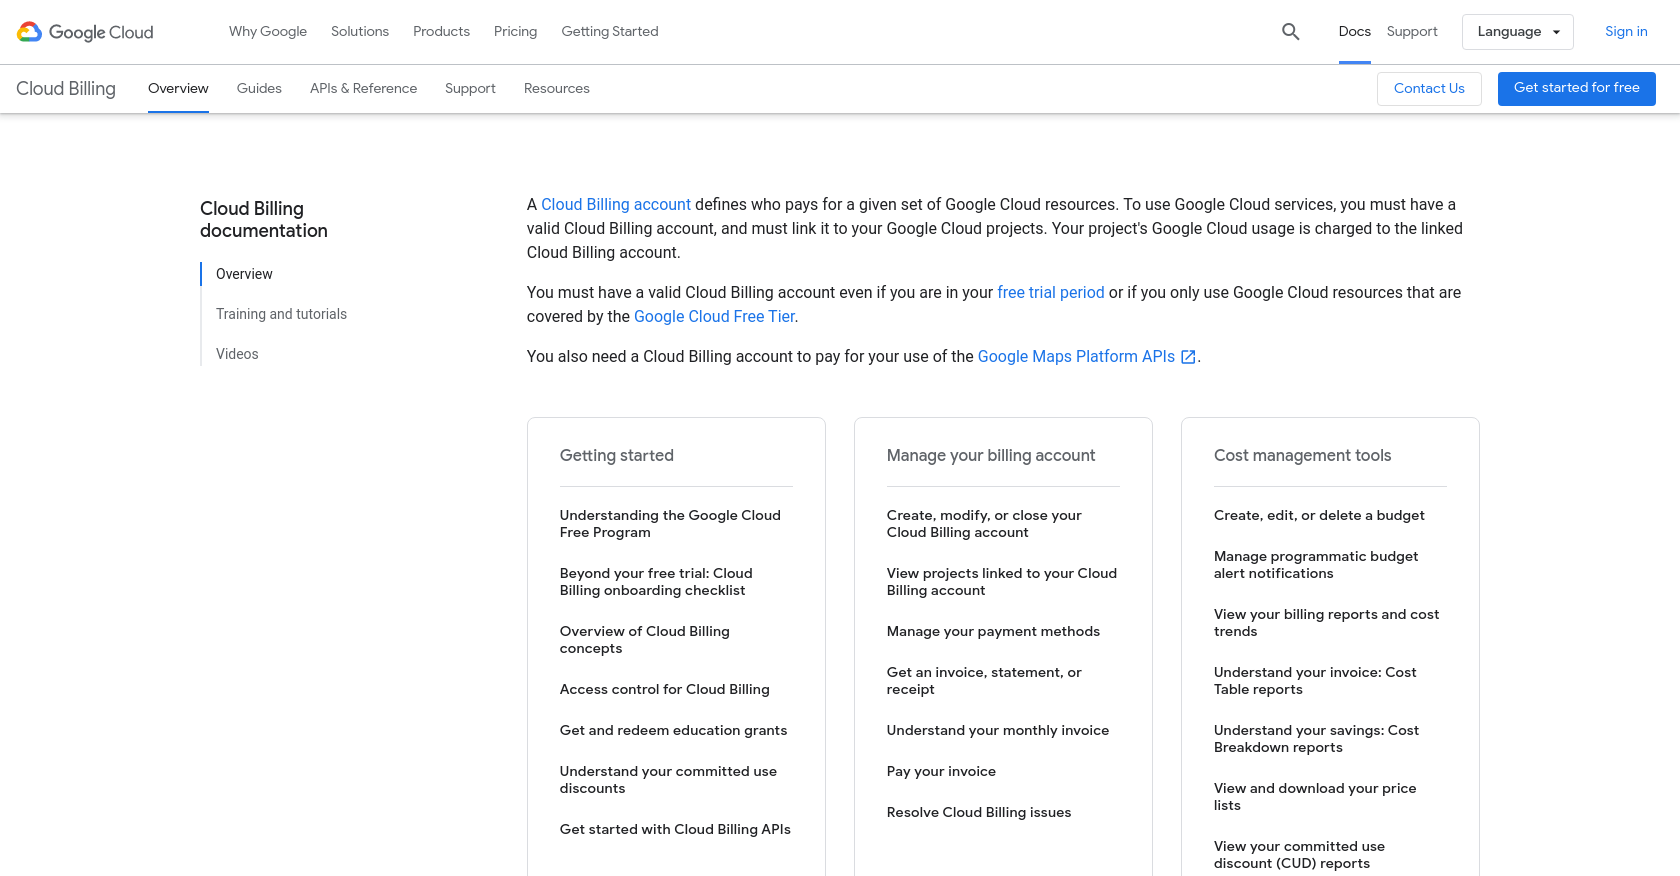 Google Cloud
Why Google
Solutions
Products
Pricing
Getting Started
Docs
Support
Language
Sign in
Cloud Billing
Overview
Guides
APIs & Reference
Support
Resources
Contact Us
Get started for free
Cloud Billing
documentation
Overview
Training and tutorials
Videos
A Cloud Billing account defines who pays for a given set of Google Cloud resources. To use Google Cloud services, you must have a
valid Cloud Billing account, and must link it to your Google Cloud projects. Your project's Google Cloud usage is charged to the linked
Cloud Billing account.
You must have a valid Cloud Billing account even if you are in your free trial period or if you only use Google Cloud resources that are
covered by the Google Cloud Free Tier.
You also need a Cloud Billing account to pay for your use of the Google Maps Platform APIs .
Getting started
Understanding the Google Cloud
Free Program
Beyond your free trial: Cloud
Billing onboarding checklist
Overview of Cloud Billing
concepts
Access control for Cloud Billing
Get and redeem education grants
Understand your committed use
discounts
Get started with Cloud Billing APIs
Manage your billing account
Create, modify, or close your
Cloud Billing account
View projects linked to your Cloud
Billing account
Manage your payment methods
Get an invoice, statement, or
receipt
Understand your monthly invoice
Pay your invoice
Resolve Cloud Billing issues
Cost management tools
Create, edit, or delete a budget
Manage programmatic budget
alert notifications
View your billing reports and cost
trends
Understand your invoice: Cost
Table reports
Understand your savings: Cost
Breakdown reports
View and download your price
lists
View your committed use
discount (CUD) reports